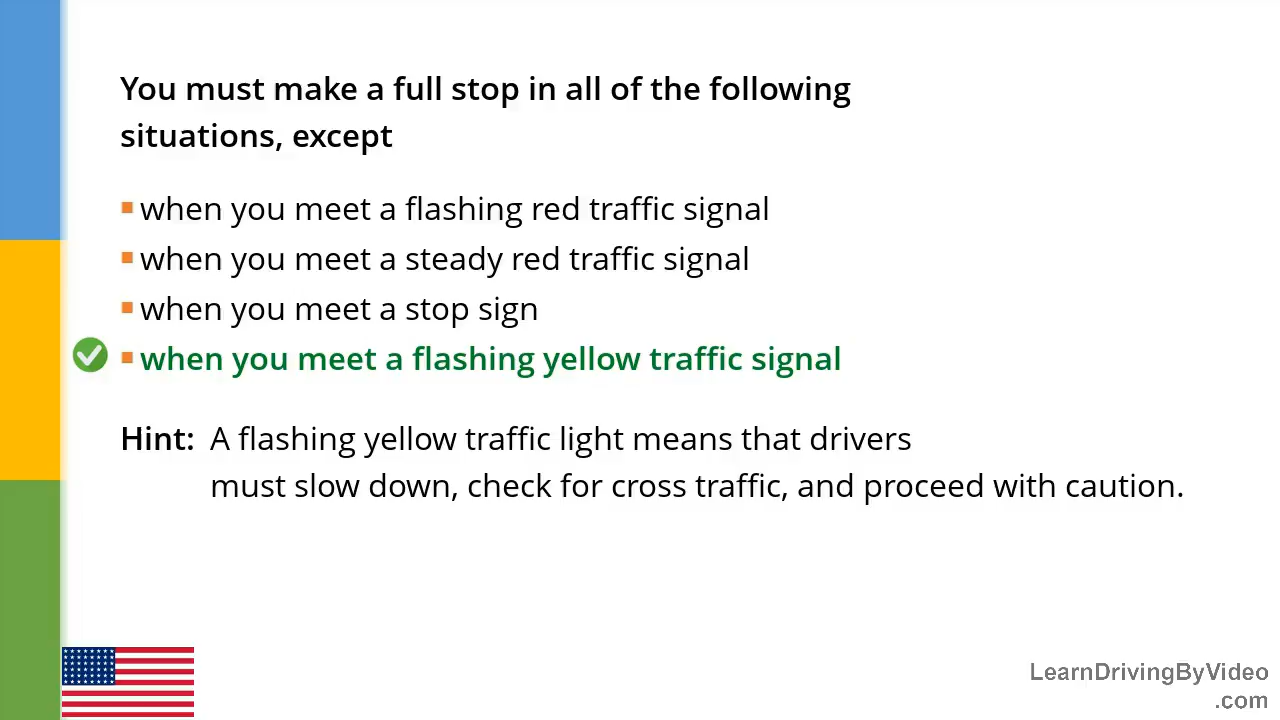 You must make a full stop in all of the following
situations, except
when you meet a flashing red traffic signal
when you meet a steady red traffic signal
when you meet a stop sign
when you meet a flashing yellow traffic signal
Hint: A flashing yellow traffic light means that drivers
must slow down, check for cross traffic, and proceed with caution.
LearnDrivingByVideo
.com